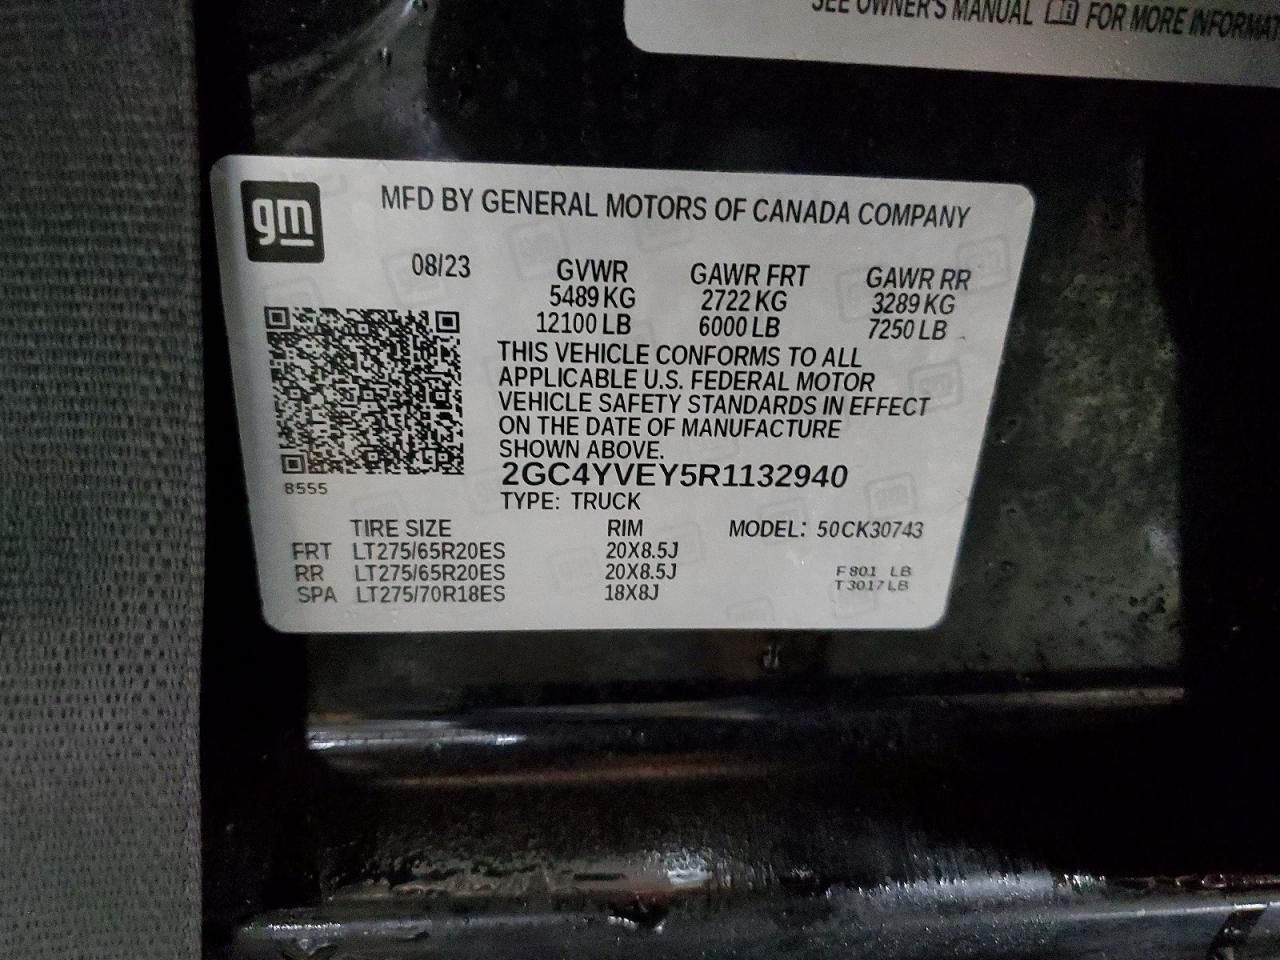 SEE OWNER'S MANUAL FOR MORE
gm
MFD BY GENERAL MOTORS OF CANADA COMPANY
08/23 GVWR GAWR FRT GAWR RR
5489 KG 2722 KG 3289 KG
12100 LB 6000 LB 7250 LB
THIS VEHICLE CONFORMS TO ALL
APPLICABLE U.S. FEDERAL MOTOR
VEHICLE SAFETY STANDARDS IN EFFECT
ON THE DATE OF MANUFACTURE
SHOWN ABOVE.
2GC4YVEY5R1132940
8555
TYPE: TRUCK
TIRE SIZE RIM MODEL: 50CK30743
FRT LT275/65R20ES 20X8.5J
RR LT275/65R20ES 20X8.5J F801 LB
SPA LT275/70R18ES 18X8J T3017LB